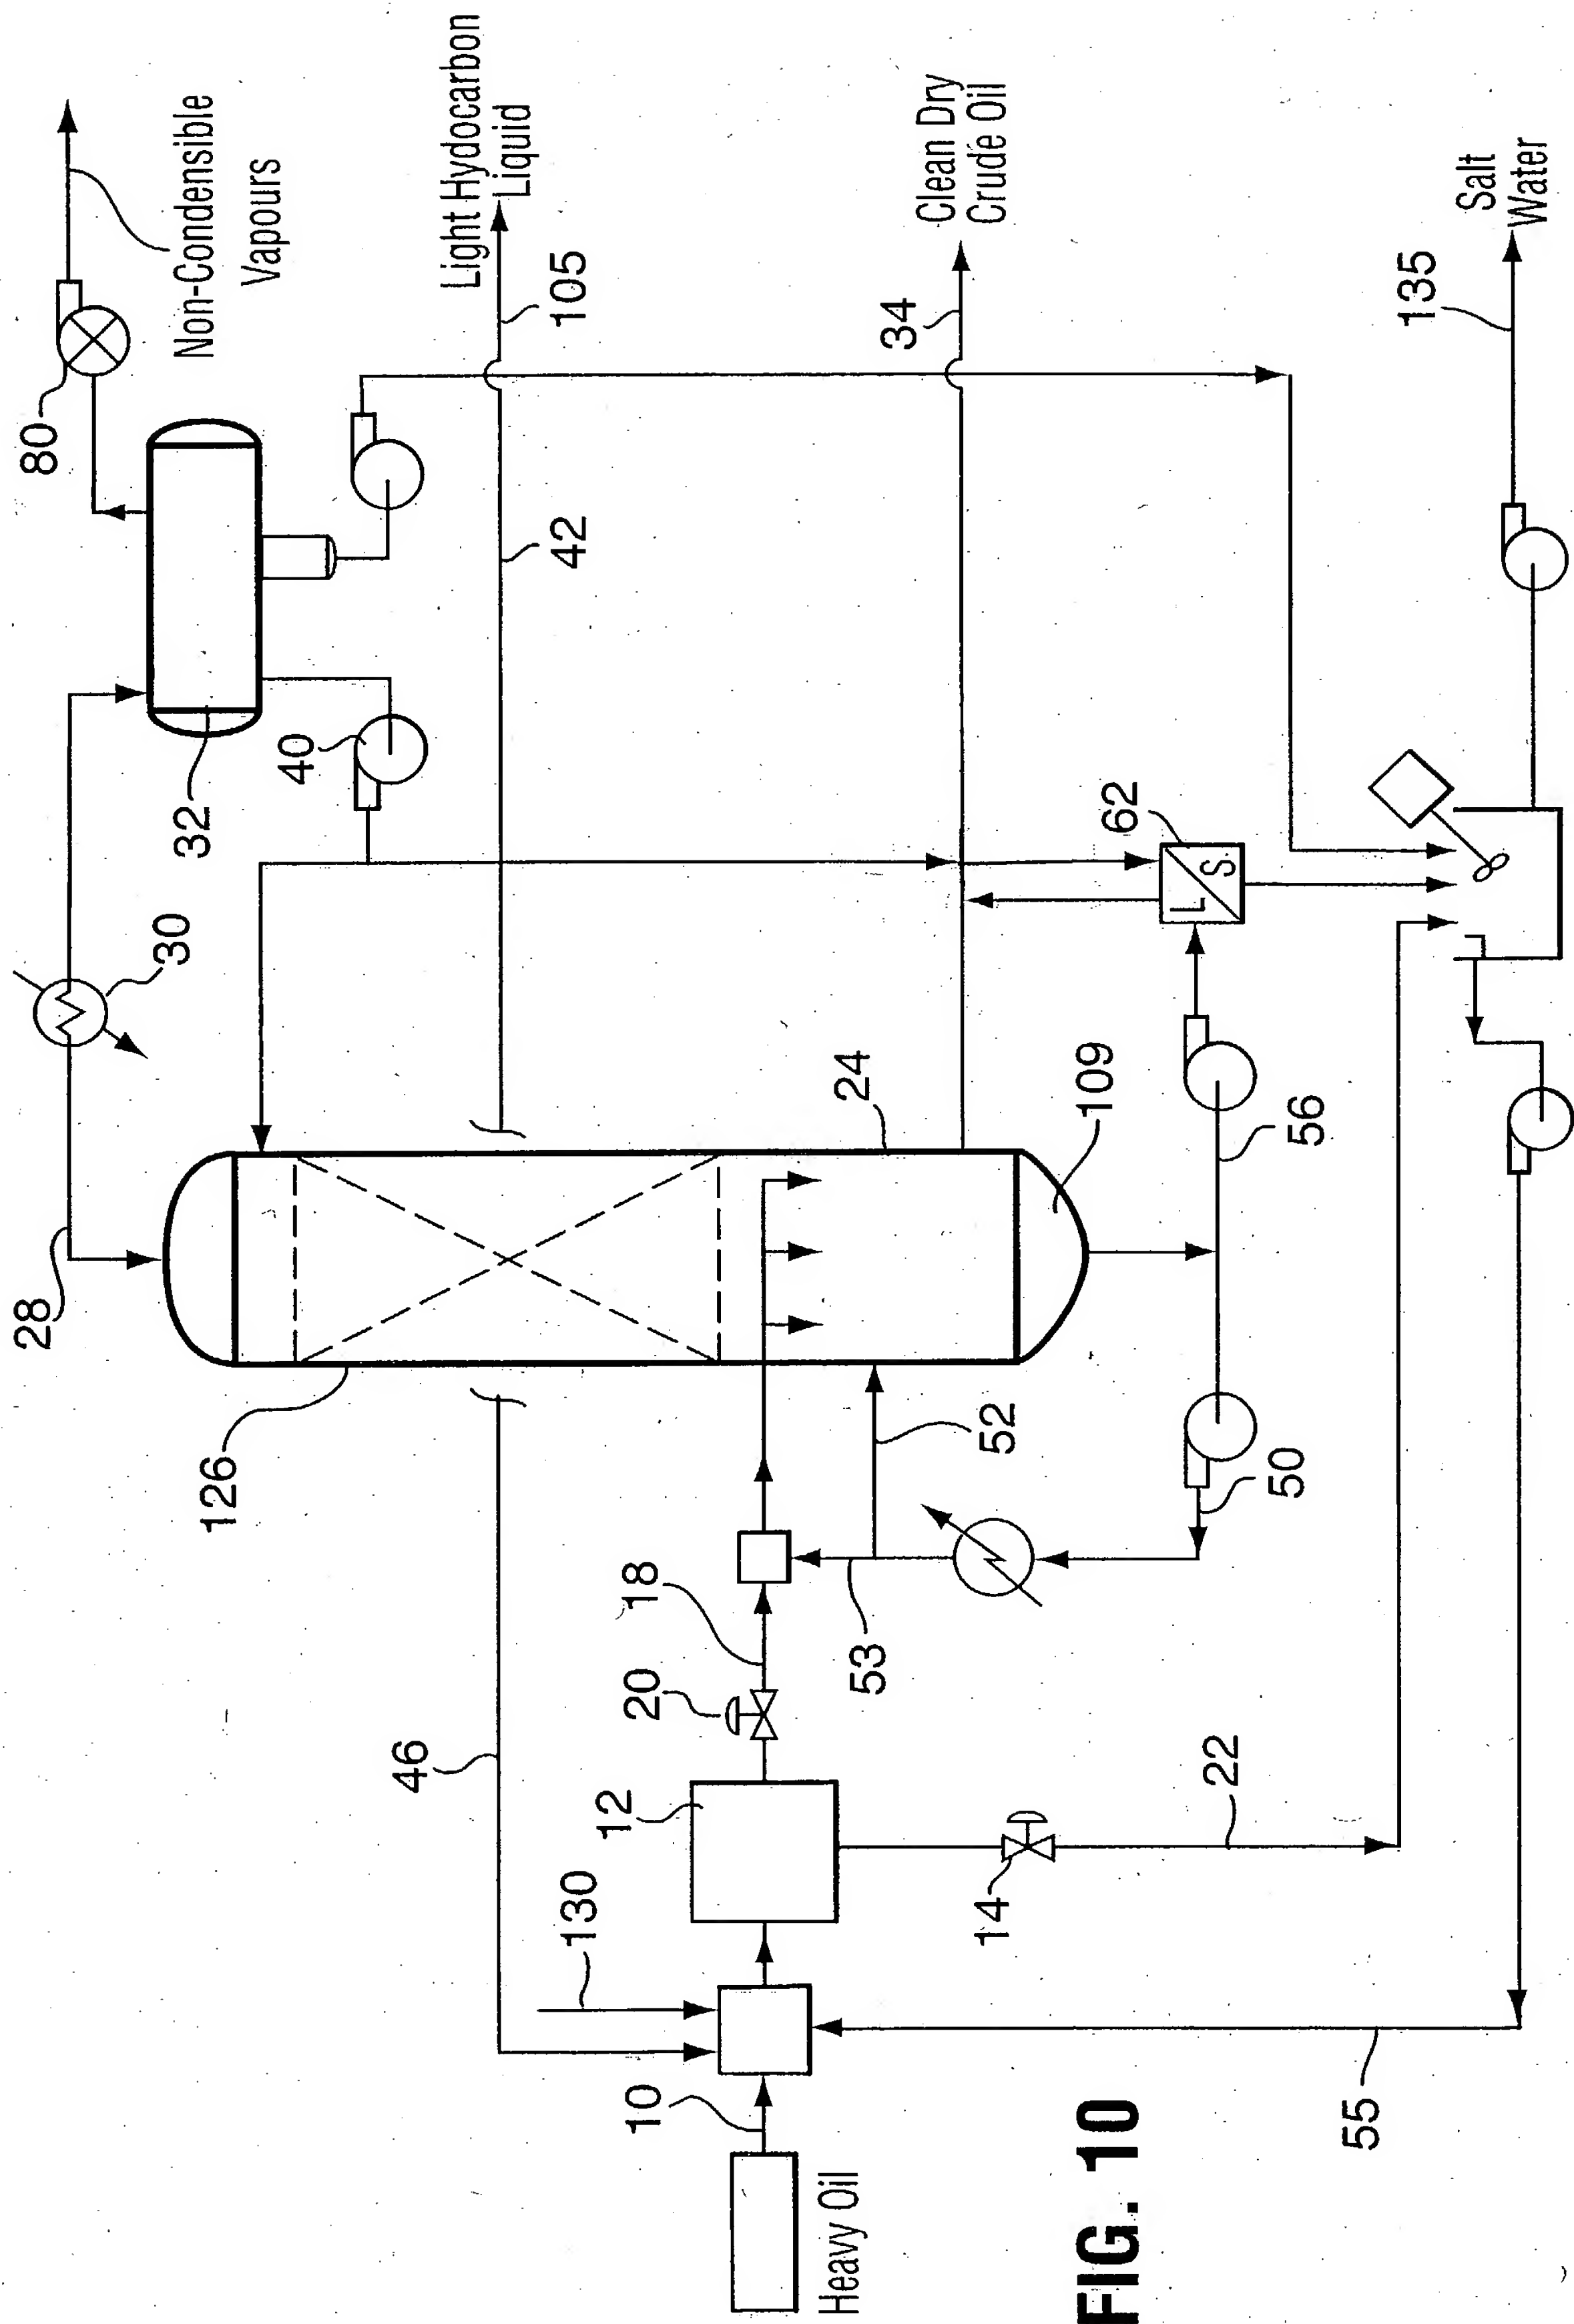 80
Non-Condensible
Vapours
28
30
32
40
Light Hydocarbon
Liquid
105
42
126
46
Clean Dry
Crude Oil
34
24
109
62
L
S
Salt
Water
135
130
10
12
20
18
52
53
50
56
14
22
55
Heavy Oil
FIG. 10